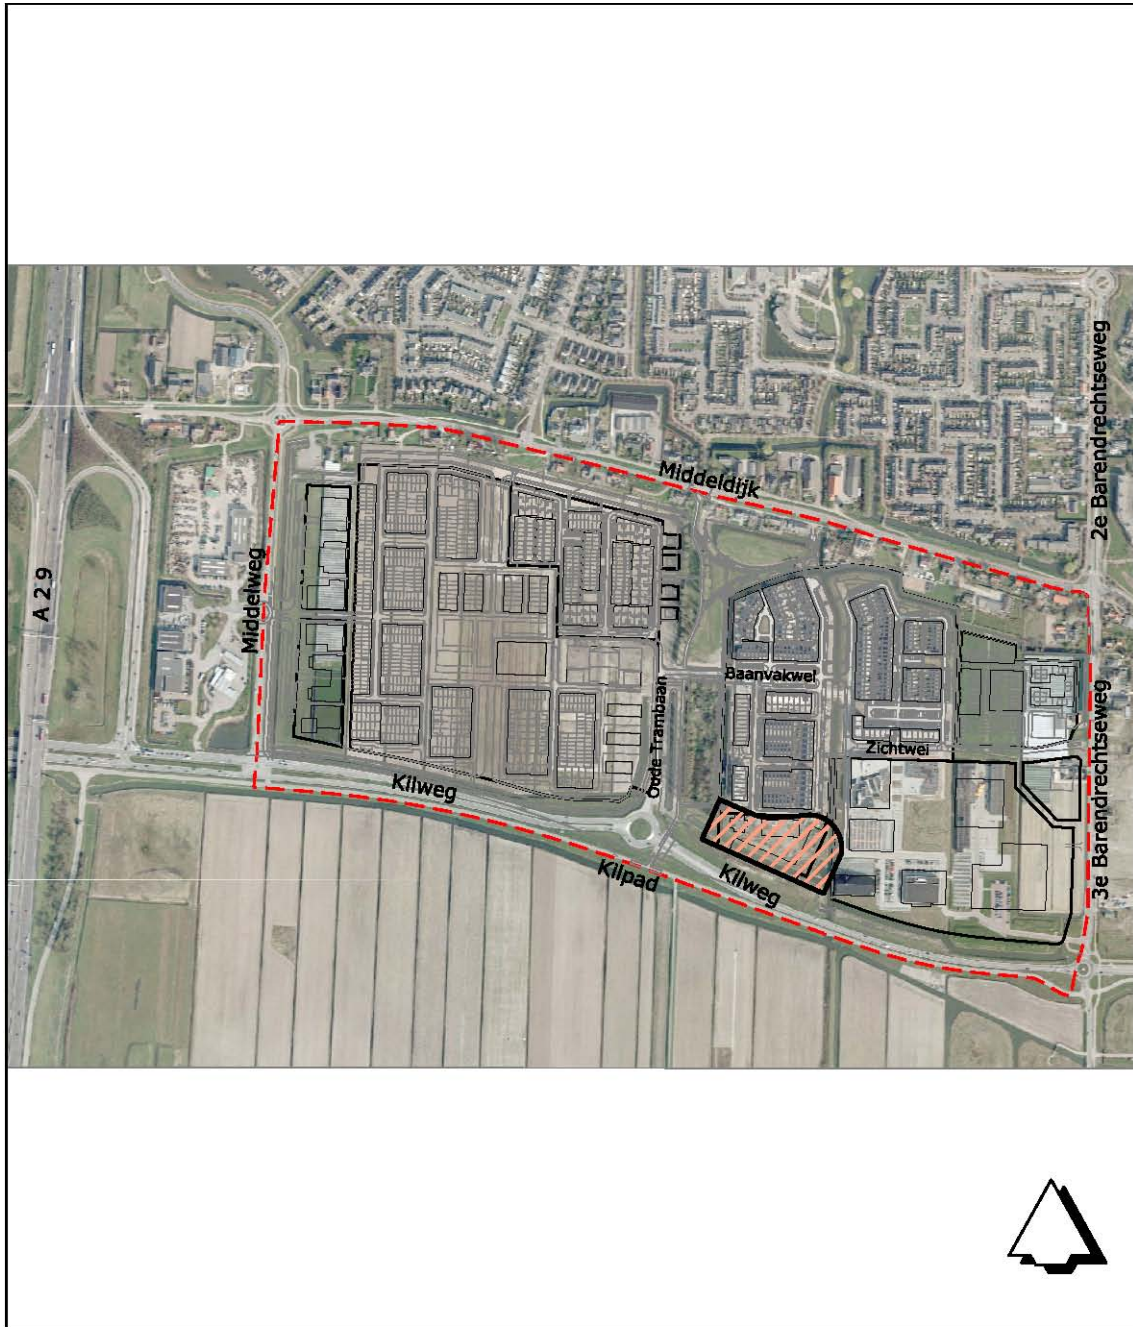 2e Barendrechtseweg
Middeldijk
A 29
Middelweg
Baanvakwei
Oude Trambaan
Zichtwei
3e Barendrechtseweg
Kilweg
Kilpad
Kilweg